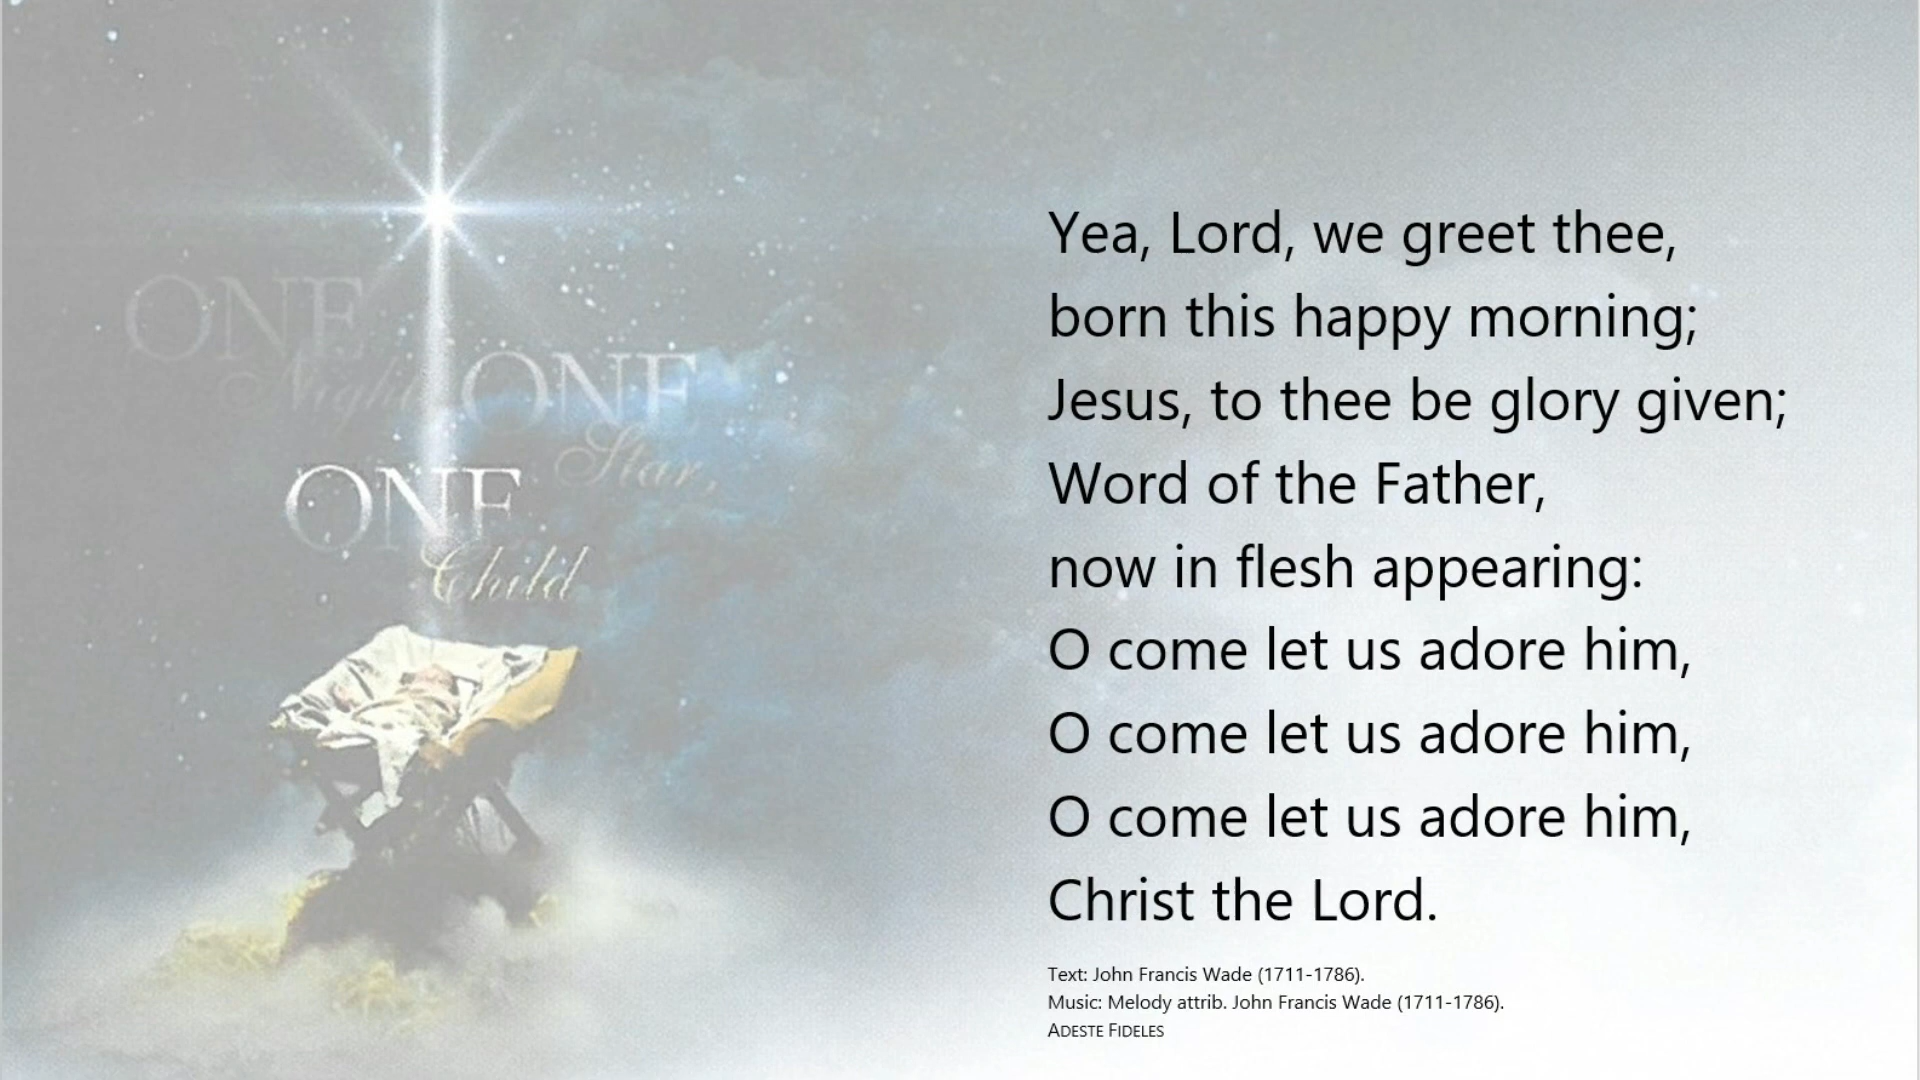 ONE
Night
ONE
Star,
ONE
Child
Yea, Lord, we greet thee,
born this happy morning;
Jesus, to thee be glory given;
Word of the Father,
now in flesh appearing:
O come let us adore him,
O come let us adore him,
O come let us adore him,
Christ the Lord.
Text: John Francis Wade (1711-1786).
Music: Melody attrib. John Francis Wade (1711-1786).
ADESTE FIDELES